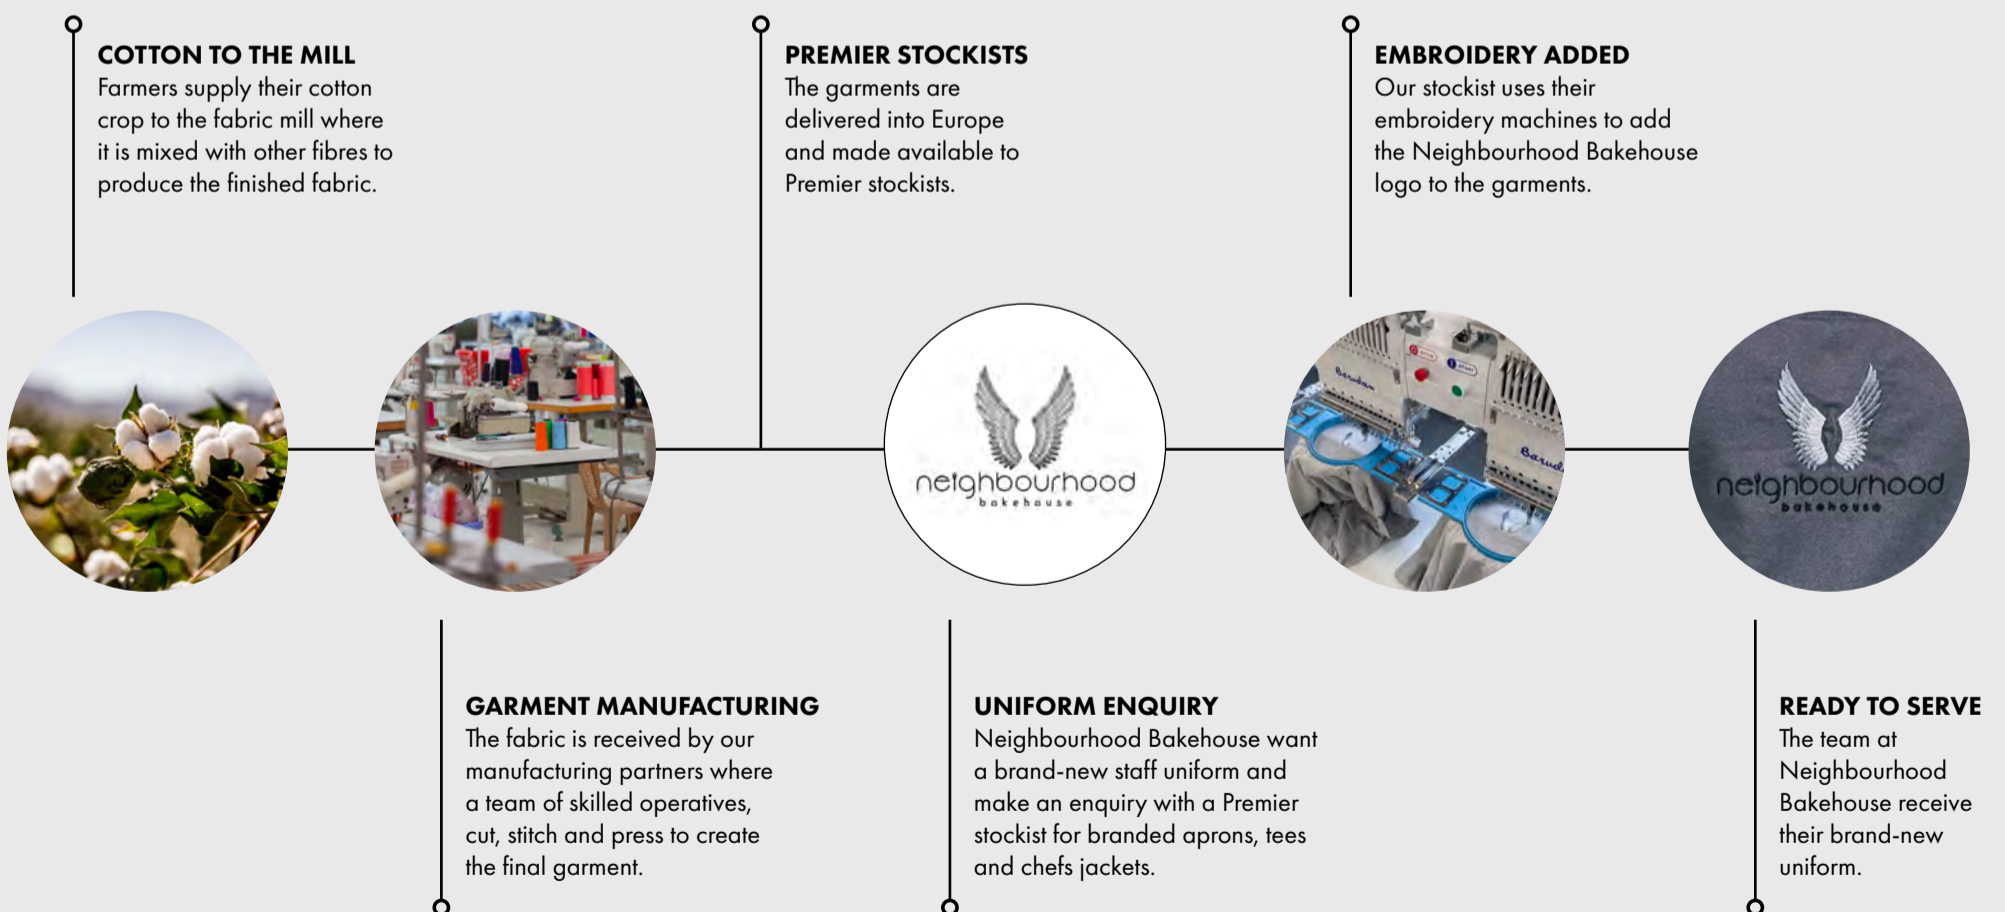 COTTON TO THE MILL
Farmers supply their cotton
crop to the fabric mill where
it is mixed with other fibres to
produce the finished fabric.
PREMIER STOCKISTS
The garments are
delivered into Europe
and made available to
Premier stockists.
EMBROIDERY ADDED
Our stockist uses their
embroidery machines to add
the Neighbourhood Bakehouse
logo to the garments.
neighbourhood
bakehouse
START
Barudan
Barud
neighbourhood
bakehouse
GARMENT MANUFACTURING
The fabric is received by our
manufacturing partners where
a team of skilled operatives,
cut, stitch and press to create
the final garment.
UNIFORM ENQUIRY
Neighbourhood Bakehouse want
a brand-new staff uniform and
make an enquiry with a Premier
stockist for branded aprons, tees
and chefs jackets.
READY TO SERVE
The team at
Neighbourhood
Bakehouse receive
their brand-new
uniform.